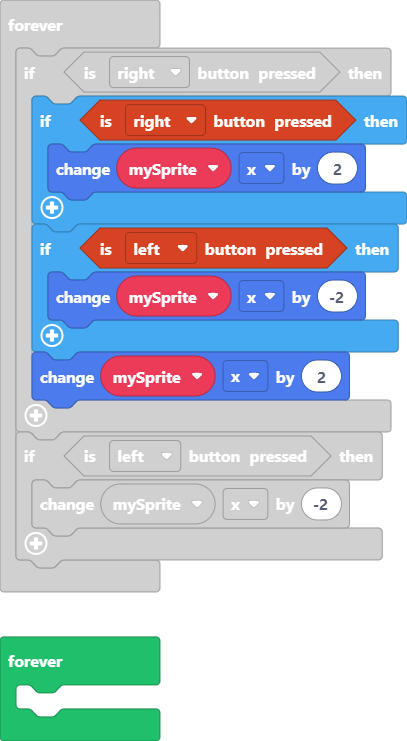 forever
if is right button pressed then
if is right button pressed then
change mySprite x by 2
if is left button pressed then
change mySprite x by -2
change mySprite x by 2
if is left button pressed then
change mySprite x by -2
forever